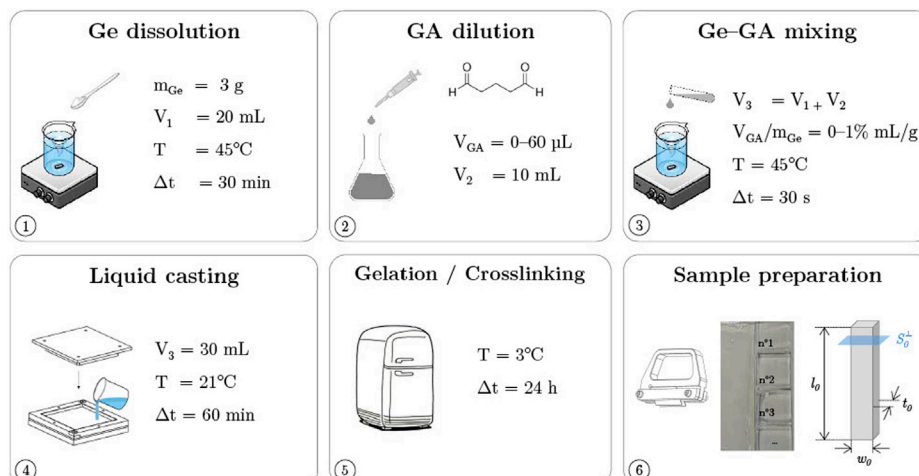 Ge dissolution
m_Ge = 3 g
V_1 = 20 mL
T = 45°C
Δt = 30 min
1
GA dilution
O O
H H
V_GA = 0–60 µL
V_2 = 10 mL
2
Ge–GA mixing
V_3 = V_1 + V_2
V_GA/m_Ge = 0–1% mL/g
T = 45°C
Δt = 30 s
3
Liquid casting
V_3 = 30 mL
T = 21°C
Δt = 60 min
4
Gelation / Crosslinking
T = 3°C
Δt = 24 h
5
Sample preparation
n°1
n°2
n°3
...
S_0^⊥
l_0
t_0
w_0
6